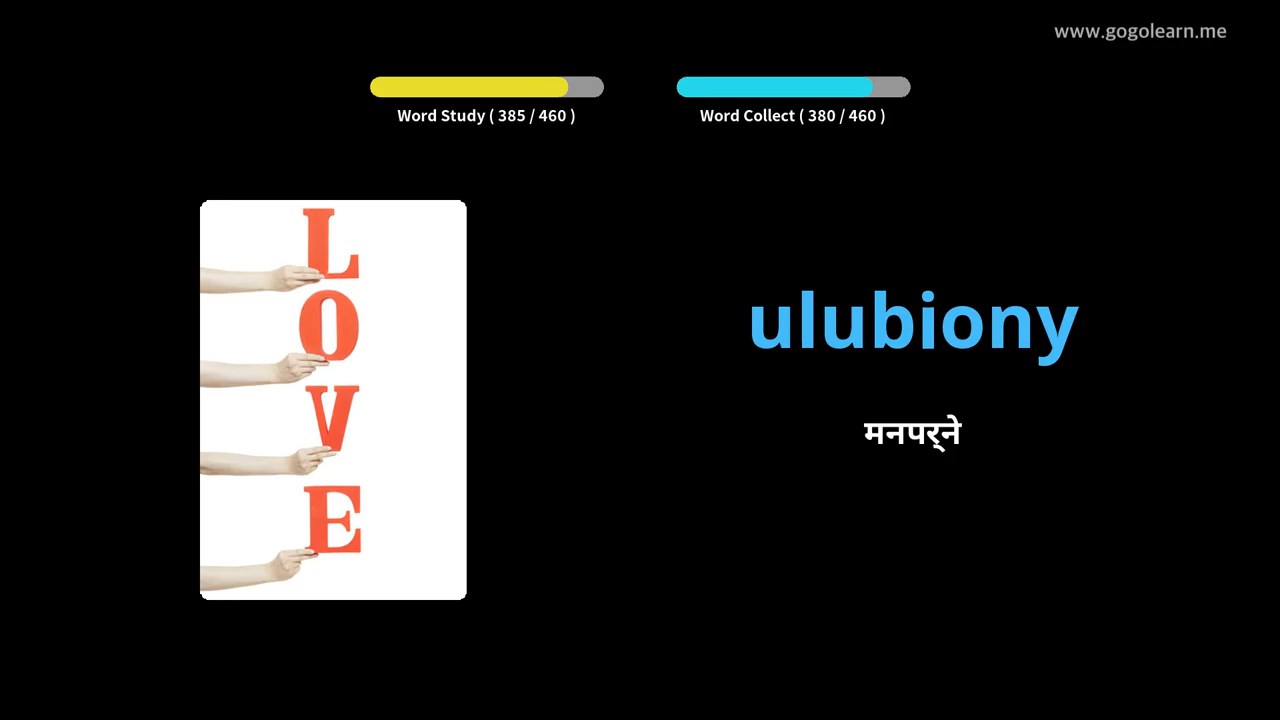 www.gogolearn.me
Word Study ( 385 / 460 )
Word Collect ( 380 / 460 )
L
O
V
E
ulubiony
मनपर्ने